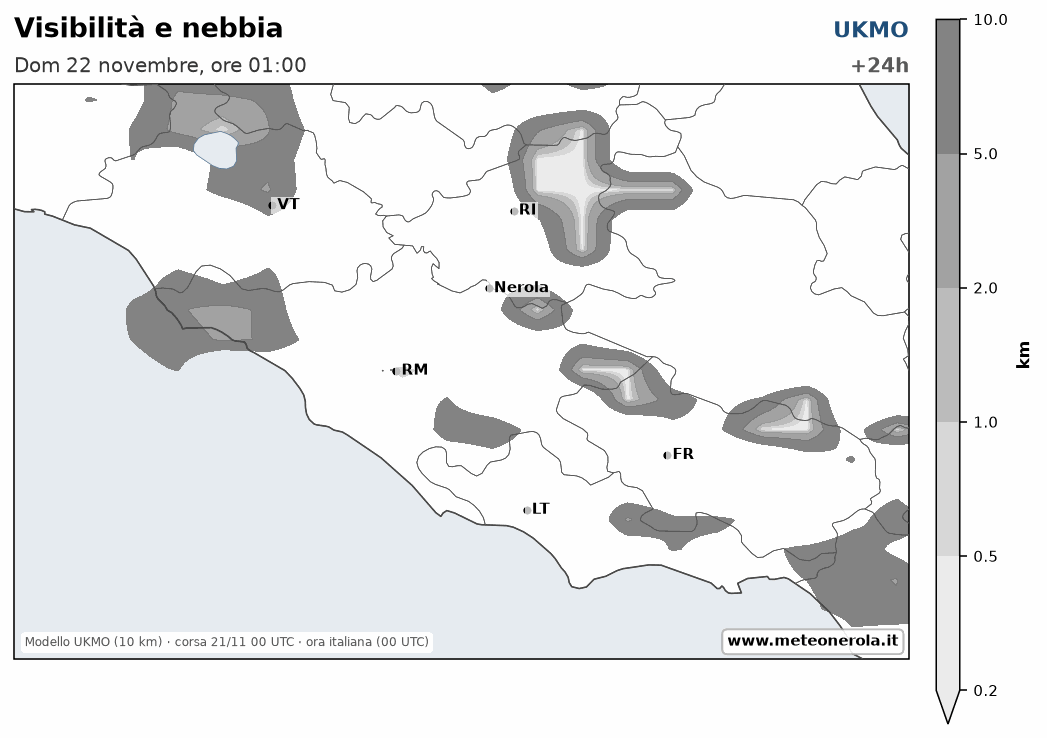 Visibilità e nebbia
UKMO
Dom 22 novembre, ore 01:00
+24h
10.0
5.0
2.0
1.0
0.5
0.2
km
VT
RI
Nerola
RM
FR
LT
Modello UKMO (10 km) · corsa 21/11 00 UTC · ora italiana (00 UTC)
www.meteonerola.it